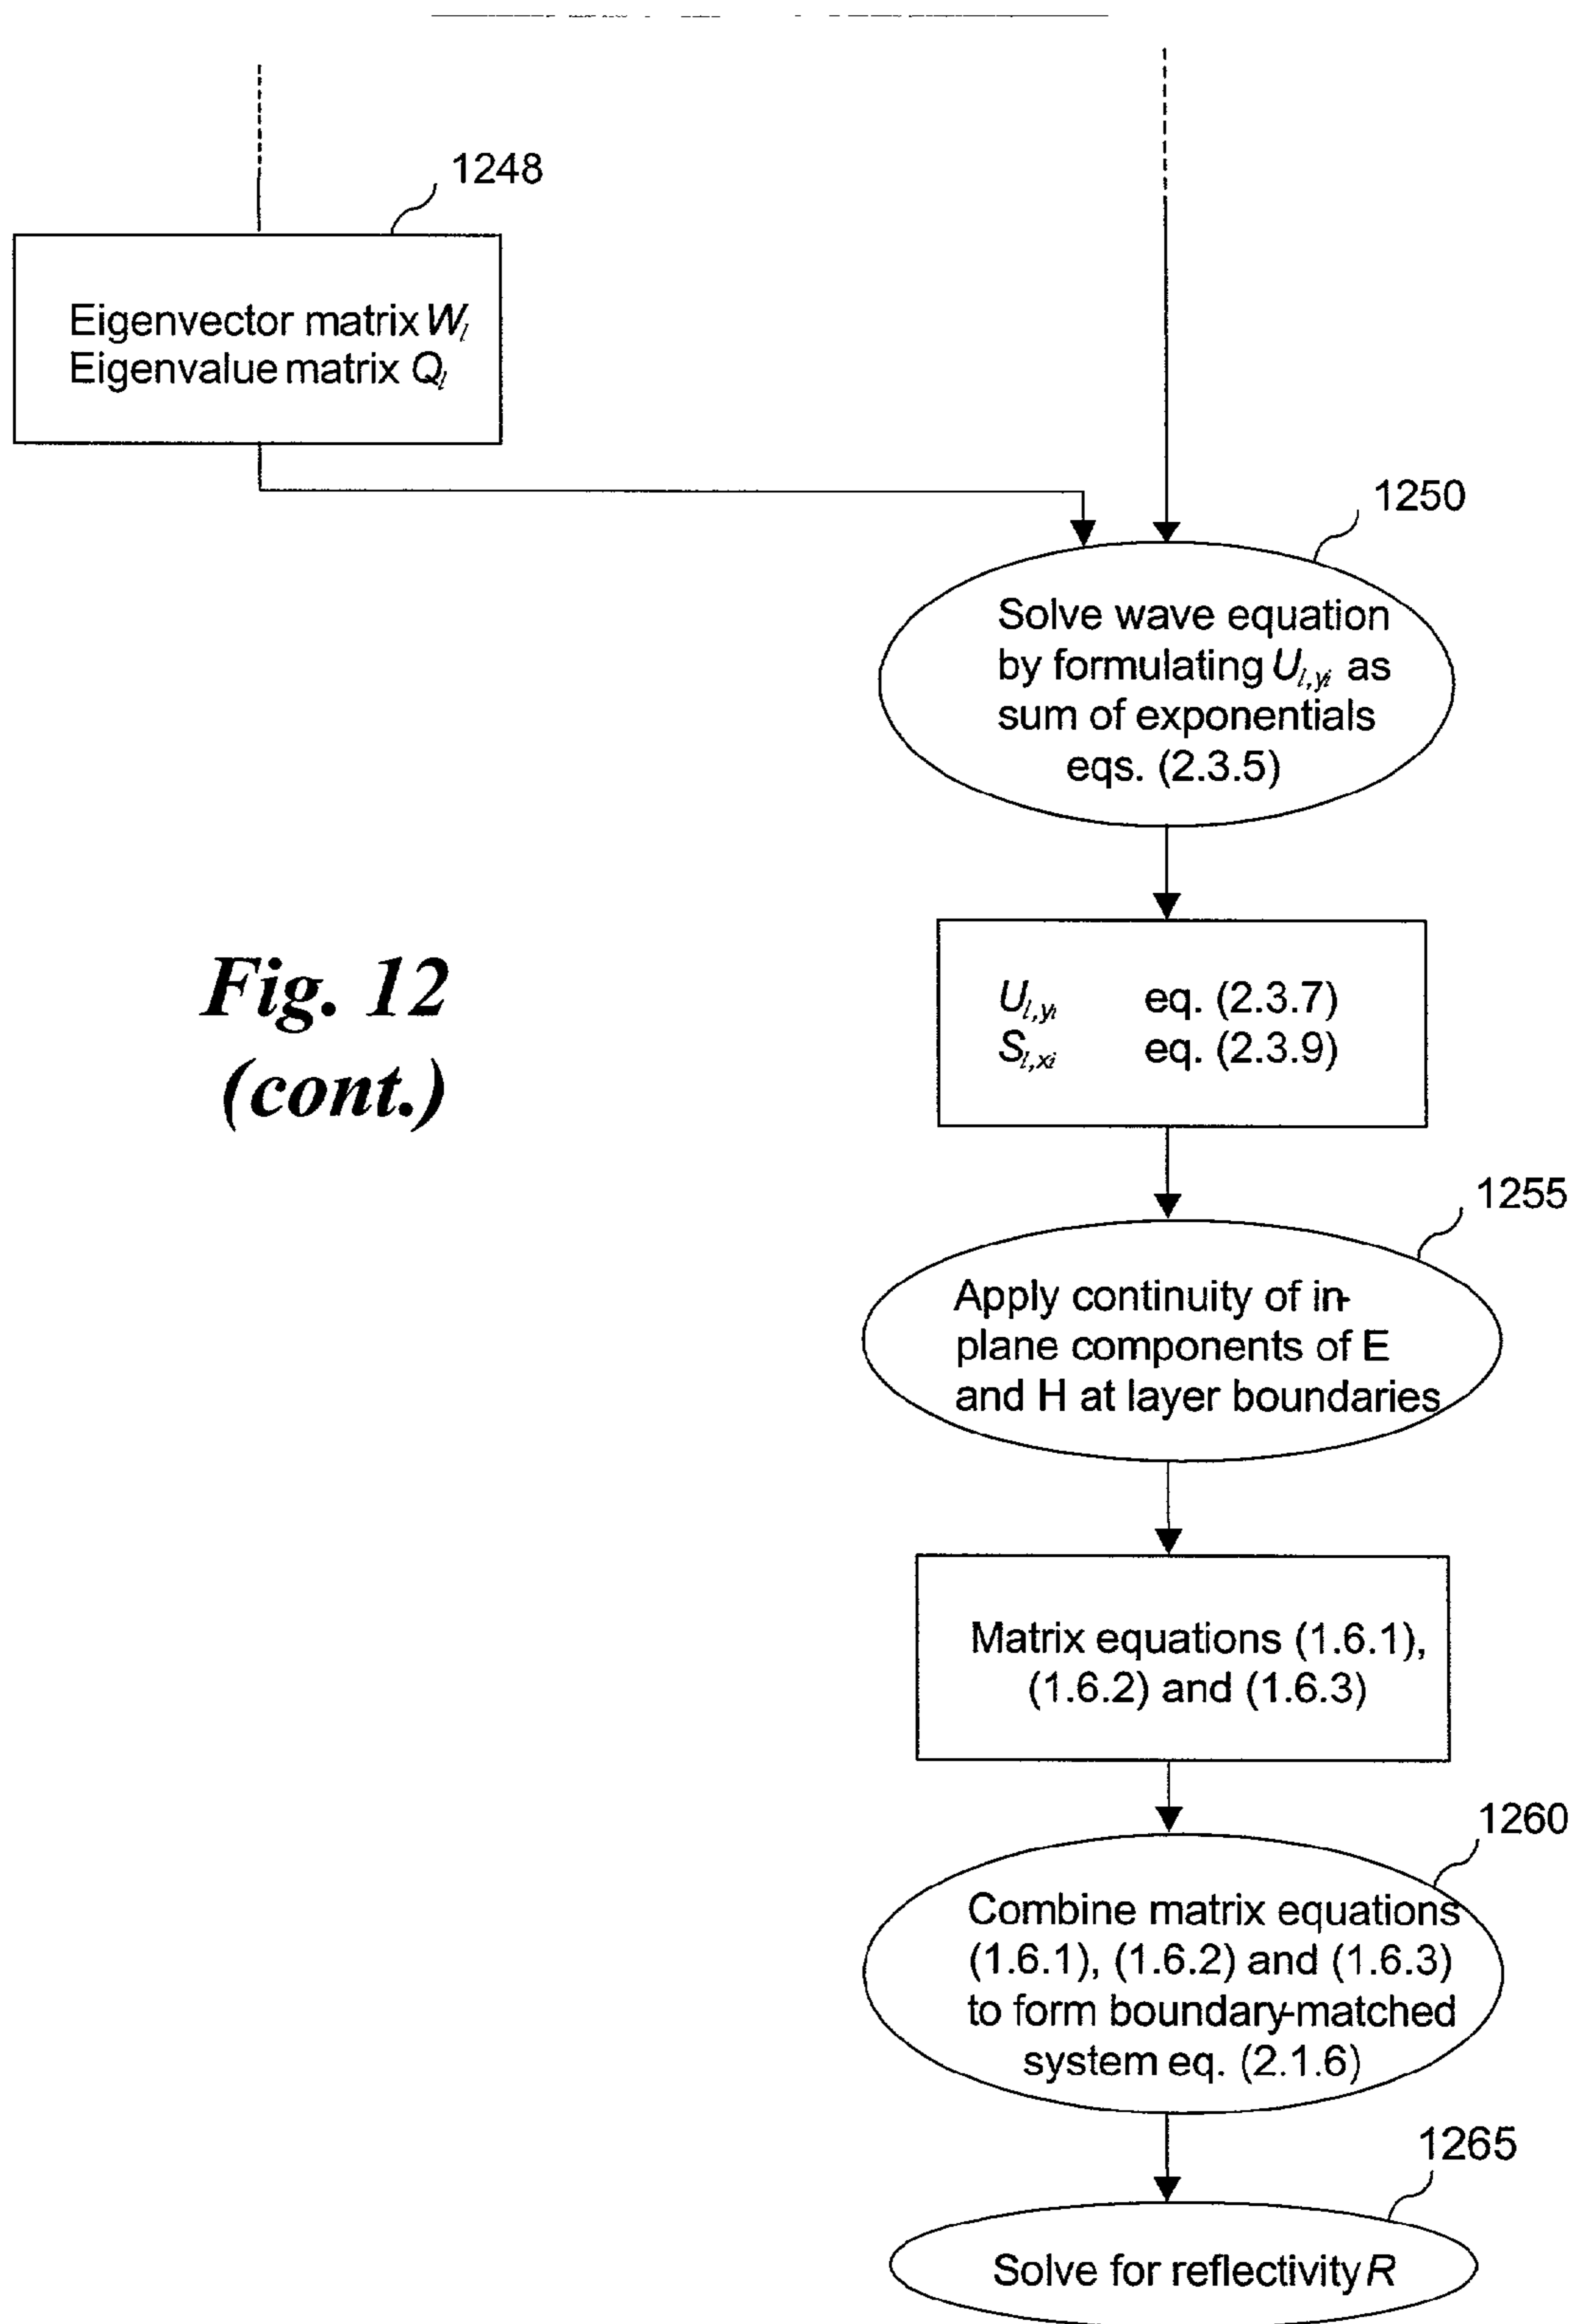 1248
Eigenvector matrix W_l
Eigenvalue matrix Q_l
1250
Solve wave equation
by formulating U_{l,yi} as
sum of exponentials
eqs. (2.3.5)
U_{l,yi} eq. (2.3.7)
S_{l,xi} eq. (2.3.9)
Fig. 12
(cont.)
1255
Apply continuity of in-
plane components of E
and H at layer boundaries
Matrix equations (1.6.1),
(1.6.2) and (1.6.3)
1260
Combine matrix equations
(1.6.1), (1.6.2) and (1.6.3)
to form boundary-matched
system eq. (2.1.6)
1265
Solve for reflectivity R